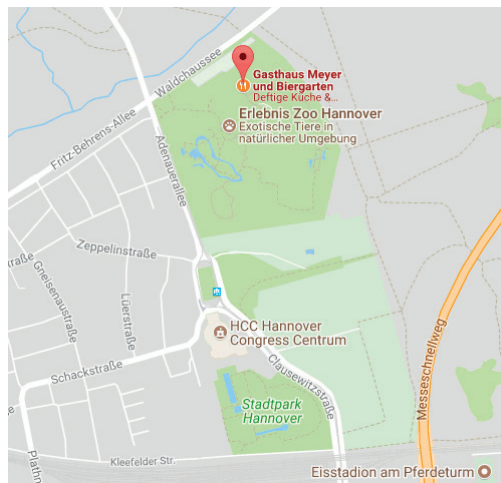 Waldchaussee
Gasthaus Meyer
und Biergarten
Deftige Küche &...
Erlebnis Zoo Hannover
Exotische Tiere in
natürlicher Umgebung
Fritz-Behrens-Allee
Adenauerallee
Zeppelinstraße
Gneisenaustraße
Lüerstraße
HCC Hannover
Congress Centrum
Messeschnellweg
Schackstraße
Clausewitzstraße
Stadtpark
Hannover
Plathn
Kleefelder Str.
Eisstadion am Pferdeturm